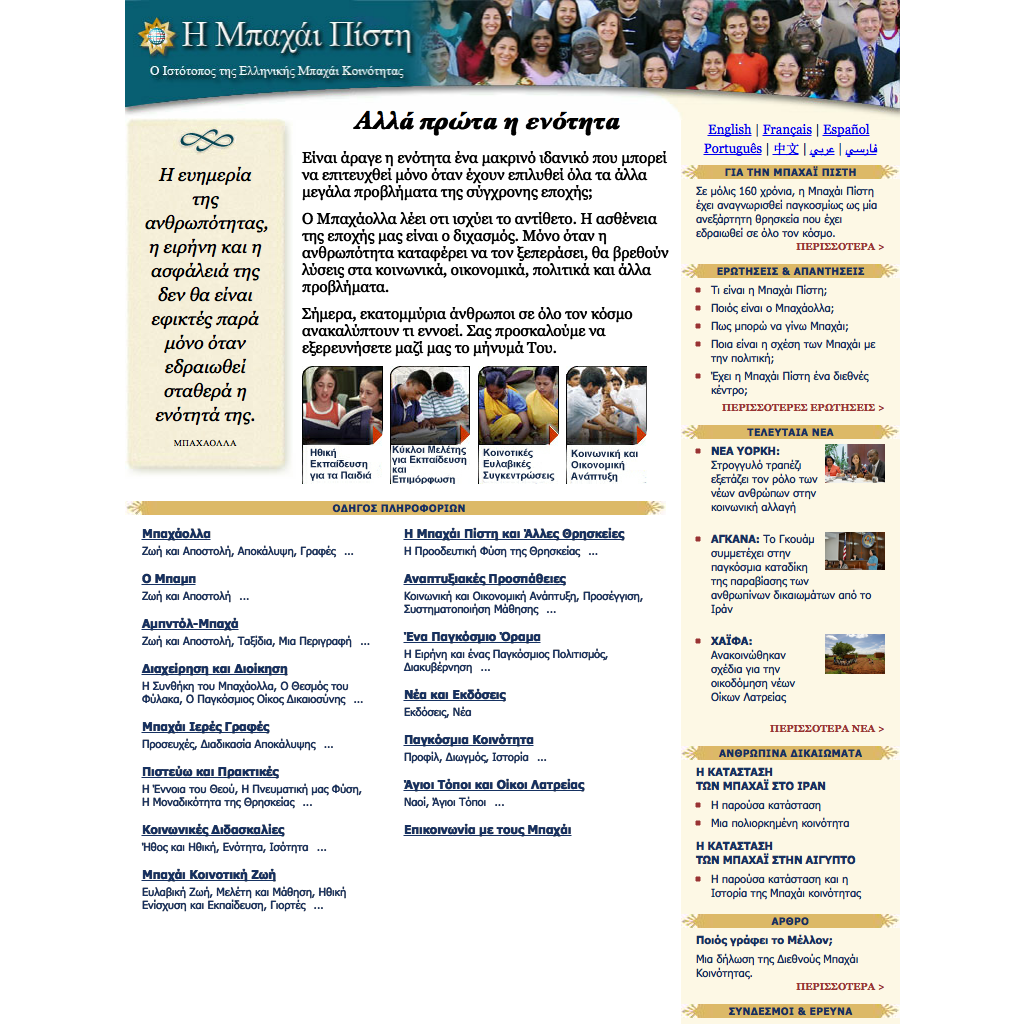 Η Μπαχάι Πίστη
Ο Ιστότοπος της Ελληνικής Μπαχάι Κοινότητας
Η ευημερία
της
ανθρωπότητας,
η ειρήνη και η
ασφάλειά της
δεν θα είναι
εφικτές παρά
μόνο όταν
εδραιωθεί
σταθερά η
ενότητά της.
ΜΠΑΧΑΟΛΛΑ
Αλλά πρώτα η ενότητα
Είναι άραγε η ενότητα ένα μακρινό ιδανικό που μπορεί
να επιτευχθεί μόνο όταν έχουν επιλυθεί όλα τα άλλα
μεγάλα προβλήματα της σύγχρονης εποχής;
Ο Μπαχάολλα λέει οτι ισχύει το αντίθετο. Η ασθένεια
της εποχής μας είναι ο διχασμός. Μόνο όταν η
ανθρωπότητα καταφέρει να τον ξεπεράσει, θα βρεθούν
λύσεις στα κοινωνικά, οικονομικά, πολιτικά και άλλα
προβλήματα.
Σήμερα, εκατομμύρια άνθρωποι σε όλο τον κόσμο
ανακαλύπτουν τι εννοεί. Σας προσκαλούμε να
εξερευνήσετε μαζί μας το μήνυμά Του.
Ηθική
Εκπαίδευση
για τα Παιδιά
Κύκλοι Μελέτης
για Εκπαίδευση
και
Επιμόρφωση
Κοινοτικές
Ευλαβικές
Συγκεντρώσεις
Κοινωνική και
Οικονομική
Ανάπτυξη
ΟΔΗΓΟΣ ΠΛΗΡΟΦΟΡΙΩΝ
Μπαχάολλα
Ζωή και Αποστολή, Αποκάλυψη, Γραφές ...
Ο Μπαμπ
Ζωή και Αποστολή ...
Αμπντόλ-Μπαχά
Ζωή και Αποστολή, Ταξίδια, Μια Περιγραφή ...
Διαχείρηση και Διοίκηση
Η Συνθήκη του Μπαχάολλα, Ο Θεσμός του
Φύλακα, Ο Παγκόσμιος Οίκος Δικαιοσύνης ...
Μπαχάι Ιερές Γραφές
Προσευχές, Διαδικασία Αποκάλυψης ...
Πιστεύω και Πρακτικές
Η Έννοια του Θεού, Η Πνευματική μας Φύση,
Η Μοναδικότητα της Θρησκείας ...
Κοινωνικές Διδασκαλίες
Ήθος και Ηθική, Ενότητα, Ισότητα ...
Μπαχάι Κοινοτική Ζωή
Ευλαβική Ζωή, Μελέτη και Μάθηση, Ηθική
Ενίσχυση και Εκπαίδευση, Γιορτές ...
Η Μπαχάι Πίστη και Άλλες Θρησκείες
Η Προοδευτική Φύση της Θρησκείας ...
Αναπτυξιακές Προσπάθειες
Κοινωνική και Οικονομική Ανάπτυξη, Προσέγγιση,
Συστηματοποιήση Μάθησης ...
Ένα Παγκόσμιο Όραμα
Η Ειρήνη και ένας Παγκόσμιος Πολιτισμός,
Διακυβέρνηση ...
Νέα και Εκδόσεις
Εκδόσεις, Νέα
Παγκόσμια Κοινότητα
Προφίλ, Διωγμός, Ιστορία ...
Άγιοι Τόποι και Οίκοι Λατρείας
Ναοί, Άγιοι Τόποι ...
Επικοινωνία με τους Μπαχάι
English | Français | Español
Português | 中文 | عربي | فارسي
ΓΙΑ ΤΗΝ ΜΠΑΧΑΪ ΠΙΣΤΗ
Σε μόλις 160 χρόνια, η Μπαχάι Πίστη
έχει αναγνωρισθεί παγκοσμίως ως μία
ανεξάρτητη θρησκεία που έχει
εδραιωθεί σε όλο τον κόσμο.
ΠΕΡΙΣΣΟΤΕΡΑ >
ΕΡΩΤΗΣΕΙΣ & ΑΠΑΝΤΗΣΕΙΣ
Τι είναι η Μπαχάι Πίστη;
Ποιός είναι ο Μπαχάολλα;
Πως μπορώ να γίνω Μπαχάι;
Ποια είναι η σχέση των Μπαχάι με
την πολιτική;
Έχει η Μπαχάι Πίστη ένα διεθνές
κέντρο;
ΠΕΡΙΣΣΟΤΕΡΕΣ ΕΡΩΤΗΣΕΙΣ >
ΤΕΛΕΥΤΑΙΑ ΝΕΑ
ΝΕΑ ΥΟΡΚΗ:
Στρογγυλό τραπέζι
εξετάζει τον ρόλο των
νέων ανθρώπων στην
κοινωνική αλλαγή
ΑΓΚΑΝΑ: Το Γκουάμ
συμμετέχει στην
παγκόσμια καταδίκη
της παραβίασης των
ανθρωπίνων δικαιωμάτων από το
Ιράν
ΧΑΪΦΑ:
Ανακοινώθηκαν
σχέδια για την
οικοδόμηση νέων
Οίκων Λατρείας
ΠΕΡΙΣΣΟΤΕΡΑ ΝΕΑ >
ΑΝΘΡΩΠΙΝΑ ΔΙΚΑΙΩΜΑΤΑ
Η ΚΑΤΑΣΤΑΣΗ
ΤΩΝ ΜΠΑΧΑΪ ΣΤΟ ΙΡΑΝ
Η παρούσα κατάσταση
Μια πολιορκημένη κοινότητα
Η ΚΑΤΑΣΤΑΣΗ
ΤΩΝ ΜΠΑΧΑΪ ΣΤΗΝ ΑΙΓΥΠΤΟ
Η παρούσα κατάσταση και η
Ιστορία της Μπαχάι κοινότητας
ΑΡΘΡΟ
Ποιός γράφει το Μέλλον;
Μια δήλωση της Διεθνούς Μπαχάι
Κοινότητας.
ΠΕΡΙΣΣΟΤΕΡΑ >
ΣΥΝΔΕΣΜΟΙ & ΕΡΕΥΝΑ